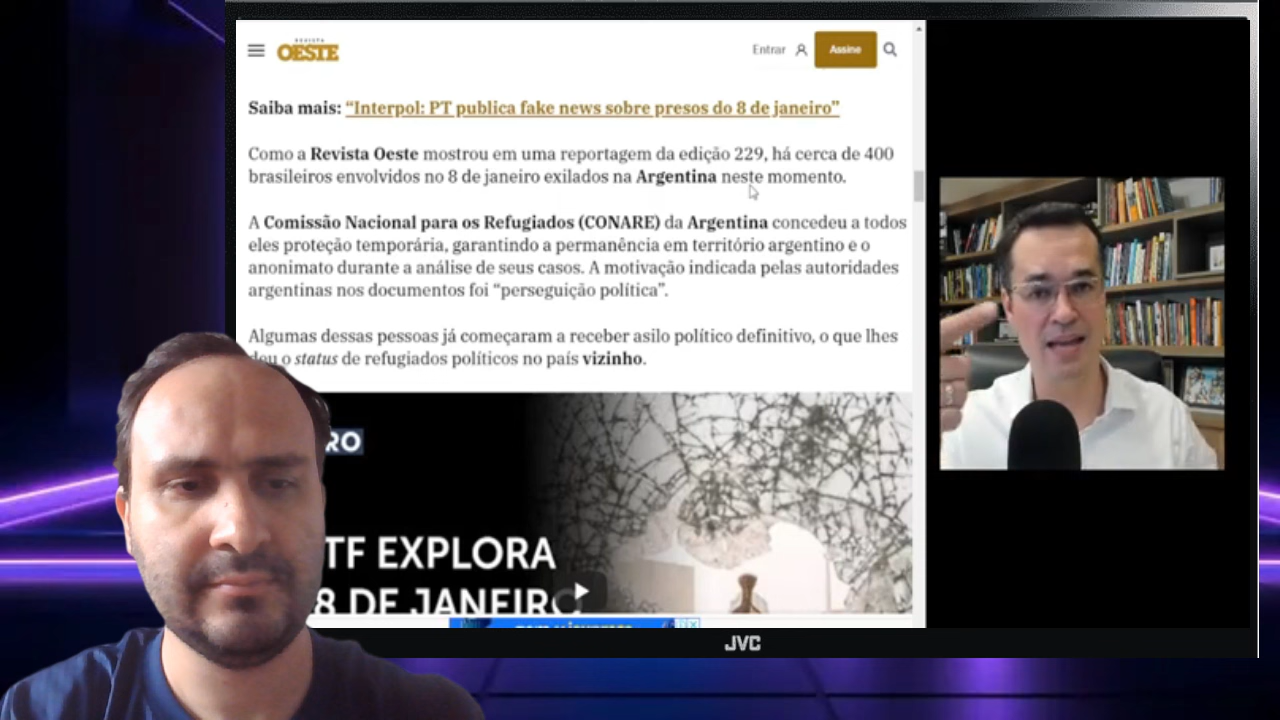 REVISTA
OESTE
Entrar
Assine
Saiba mais: “Interpol: PT publica fake news sobre presos do 8 de janeiro”
Como a Revista Oeste mostrou em uma reportagem da edição 229, há cerca de 400
brasileiros envolvidos no 8 de janeiro exilados na Argentina neste momento.
A Comissão Nacional para os Refugiados (CONARE) da Argentina concedeu a todos
eles proteção temporária, garantindo a permanência em território argentino e o
anonimato durante a análise de seus casos. A motivação indicada pelas autoridades
argentinas nos documentos foi “perseguição política”.
Algumas dessas pessoas já começaram a receber asilo político definitivo, o que lhes
deu o status de refugiados políticos no país vizinho.
RO
TF EXPLORA
8 DE JANEIRO
JVC